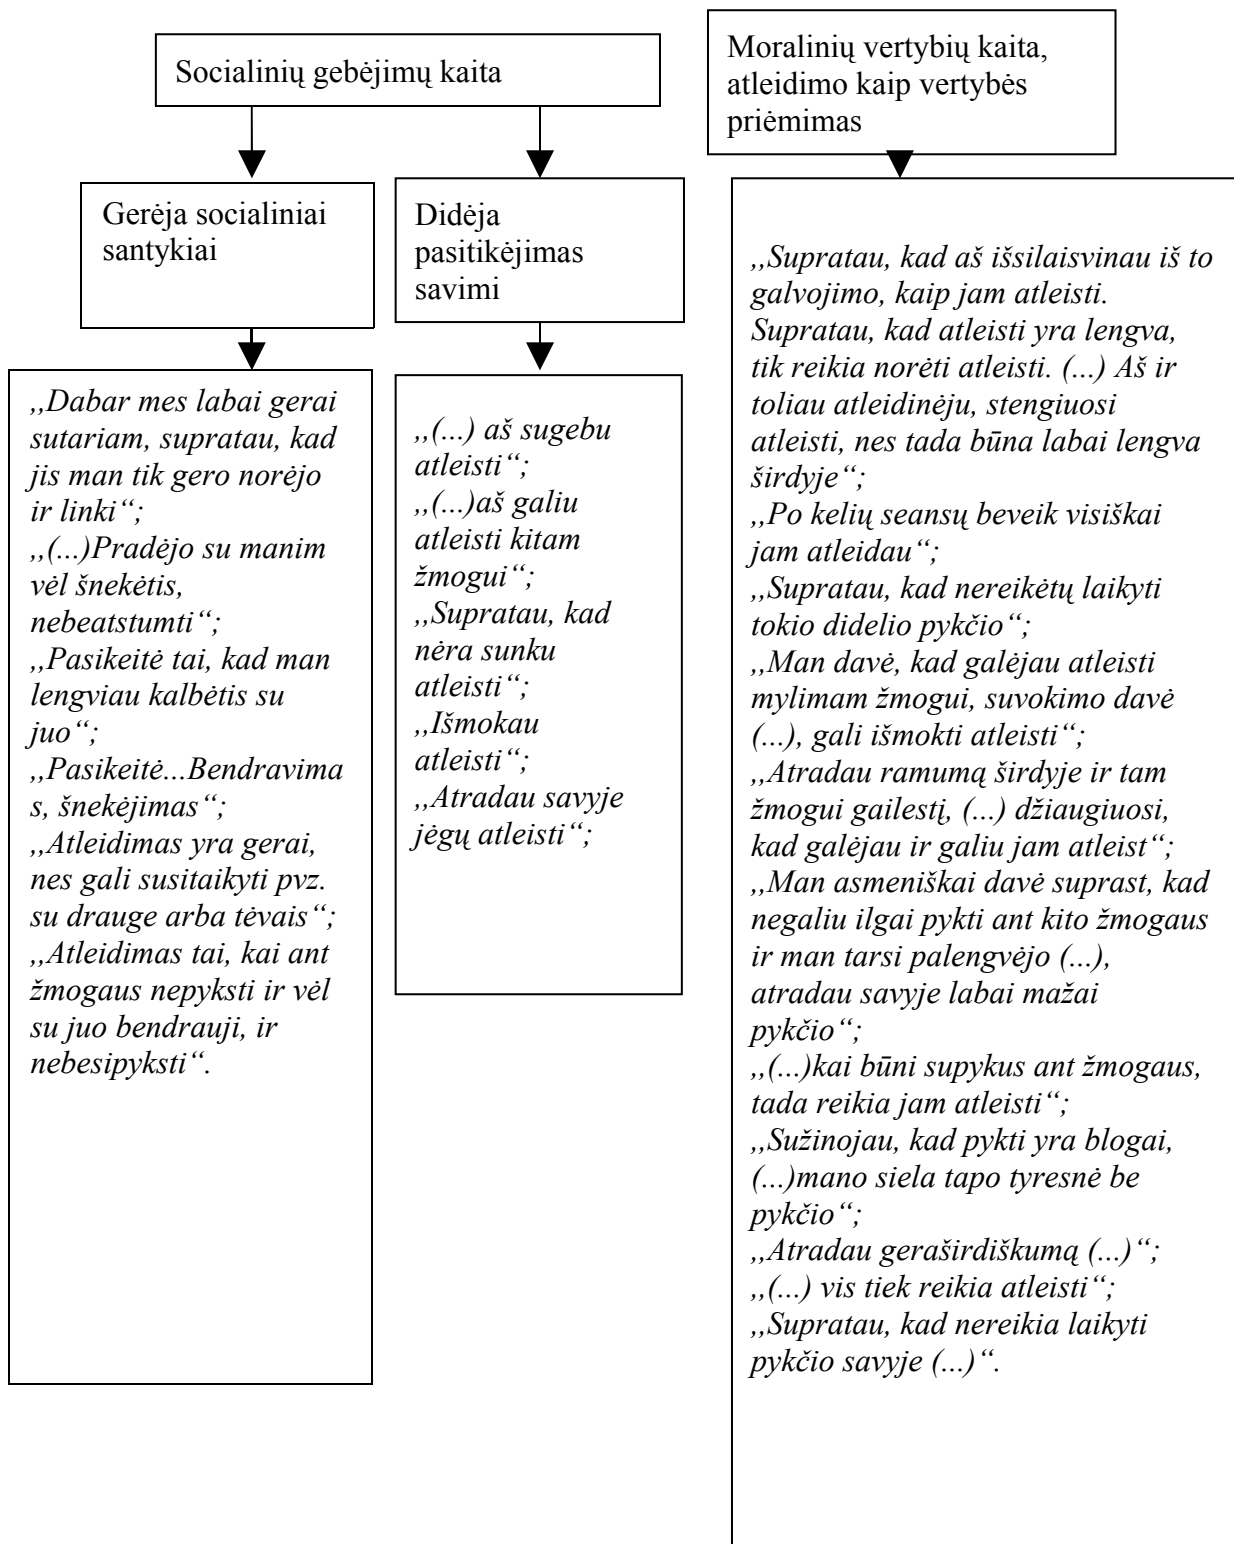 Socialinių gebėjimų kaita
Moralinių vertybių kaita,
atleidimo kaip vertybės
priėmimas
Gerėja socialiniai
santykiai
Didėja
pasitikėjimas
savimi
,,Dabar mes labai gerai
sutariam, supratau, kad
jis man tik gero norėjo
ir linki“;
,,(...)Pradėjo su manim
vėl šnekėtis,
nebeatstumti“;
,,Pasikeitė tai, kad man
lengviau kalbėtis su
juo“;
,,Pasikeitė...Bendravima
s, šnekėjimas“;
,,Atleidimas yra gerai,
nes gali susitaikyti pvz.
su drauge arba tėvais“;
,,Atleidimas tai, kai ant
žmogaus nepyksti ir vėl
su juo bendrauji, ir
nebesipyksti“.
,,(...) aš sugebu
atleisti“;
,,(...)aš galiu
atleisti kitam
žmogui“;
,,Supratau, kad
nėra sunku
atleisti“;
,,Išmokau
atleisti“;
,,Atradau savyje
jėgų atleisti“;
,,Supratau, kad aš išsilaisvinau iš to
galvojimo, kaip jam atleisti.
Supratau, kad atleisti yra lengva,
tik reikia norėti atleisti. (...) Aš ir
toliau atleidinėju, stengiuosi
atleisti, nes tada būna labai lengva
širdyje“;
,,Po kelių seansų beveik visiškai
jam atleidau“;
,,Supratau, kad nereikėtų laikyti
tokio didelio pykčio“;
,,Man davė, kad galėjau atleisti
mylimam žmogui, suvokimo davė
(...), gali išmokti atleisti“;
,,Atradau ramumą širdyje ir tam
žmogui gailestį, (...) džiaugiuosi,
kad galėjau ir galiu jam atleist“;
,,Man asmeniškai davė suprast, kad
negaliu ilgai pykti ant kito žmogaus
ir man tarsi palengvėjo (...),
atradau savyje labai mažai
pykčio“;
,,(...)kai būni supykus ant žmogaus,
tada reikia jam atleisti“;
,,Sužinojau, kad pykti yra blogai,
(...)mano siela tapo tyresnė be
pykčio“;
,,Atradau geraširdiškumą (...)“;
,,(...) vis tiek reikia atleisti“;
,,Supratau, kad nereikia laikyti
pykčio savyje (...)“.